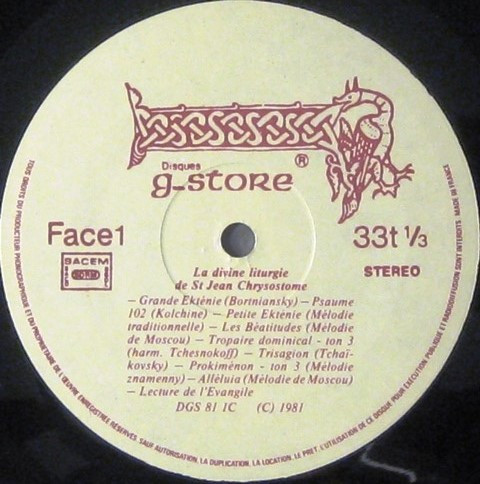 Disques
g-store ®
Face 1
33t 1/3
SACEM
STEREO
La divine liturgie
de St Jean Chrysostome
— Grande Ekténie (Bortniansky) — Psaume
102 (Kolchine) — Petite Ekténie (Mélodie
traditionnelle) — Les Béatitudes (Mélodie
de Moscou) — Tropaire dominical - ton 3
(harm. Tchesnokoff) — Trisagion (Tchaï-
kovsky) — Prokiménon - ton 3 (Mélodie
znamenny) — Allèluia (Mélodie de Moscou)
— Lecture de l'Evangile
DGS 81 1C (C) 1981
TOUS DROITS DU PRODUCTEUR PHONOGRAPHIQUE ET DU PROPRIETAIRE DE L'OEUVRE ENREGISTREE RESERVES. SAUF AUTORISATION, LA DUPLICATION, LA LOCATION, LE PRET, L'UTILISATION DE CE DISQUE POUR EXECUTION PUBLIQUE ET RADIODIFFUSION SONT INTERDITS. MADE IN FRANCE